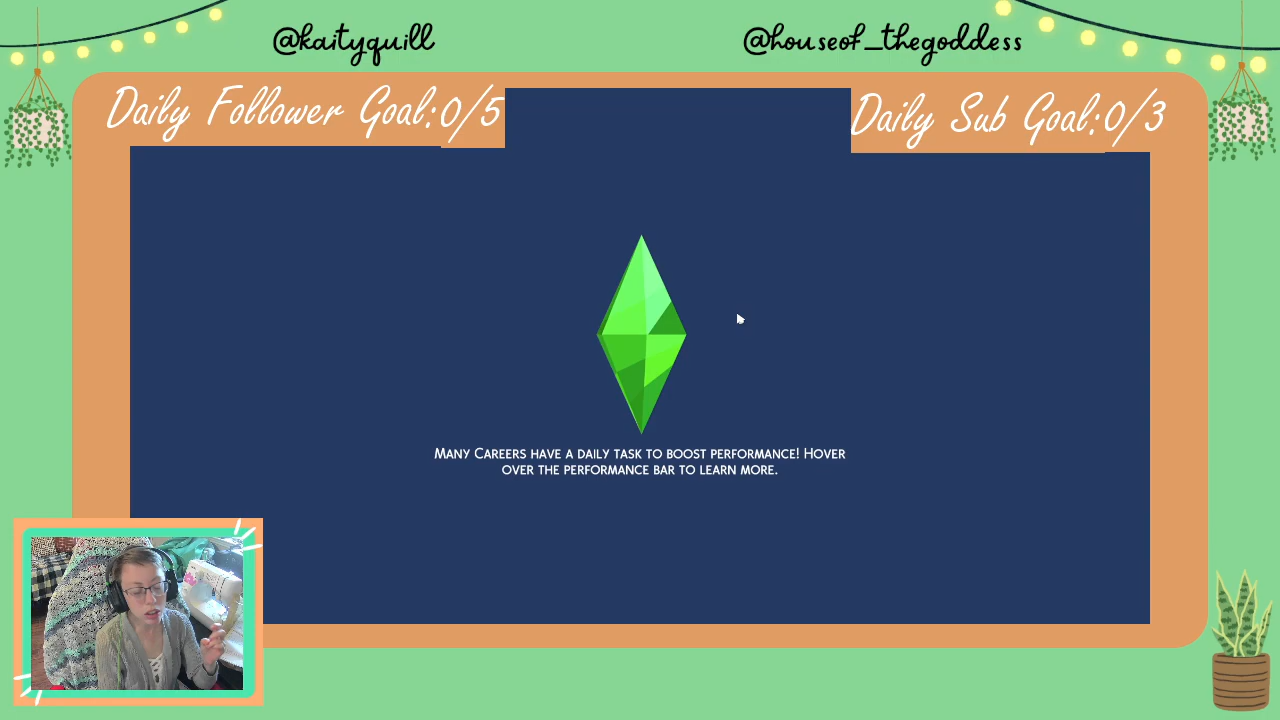 @kaityquill
@houseof_thegoddess
Daily Follower Goal:0/5
Daily Sub Goal:0/3
Many Careers have a daily task to boost performance! Hover
over the performance bar to learn more.